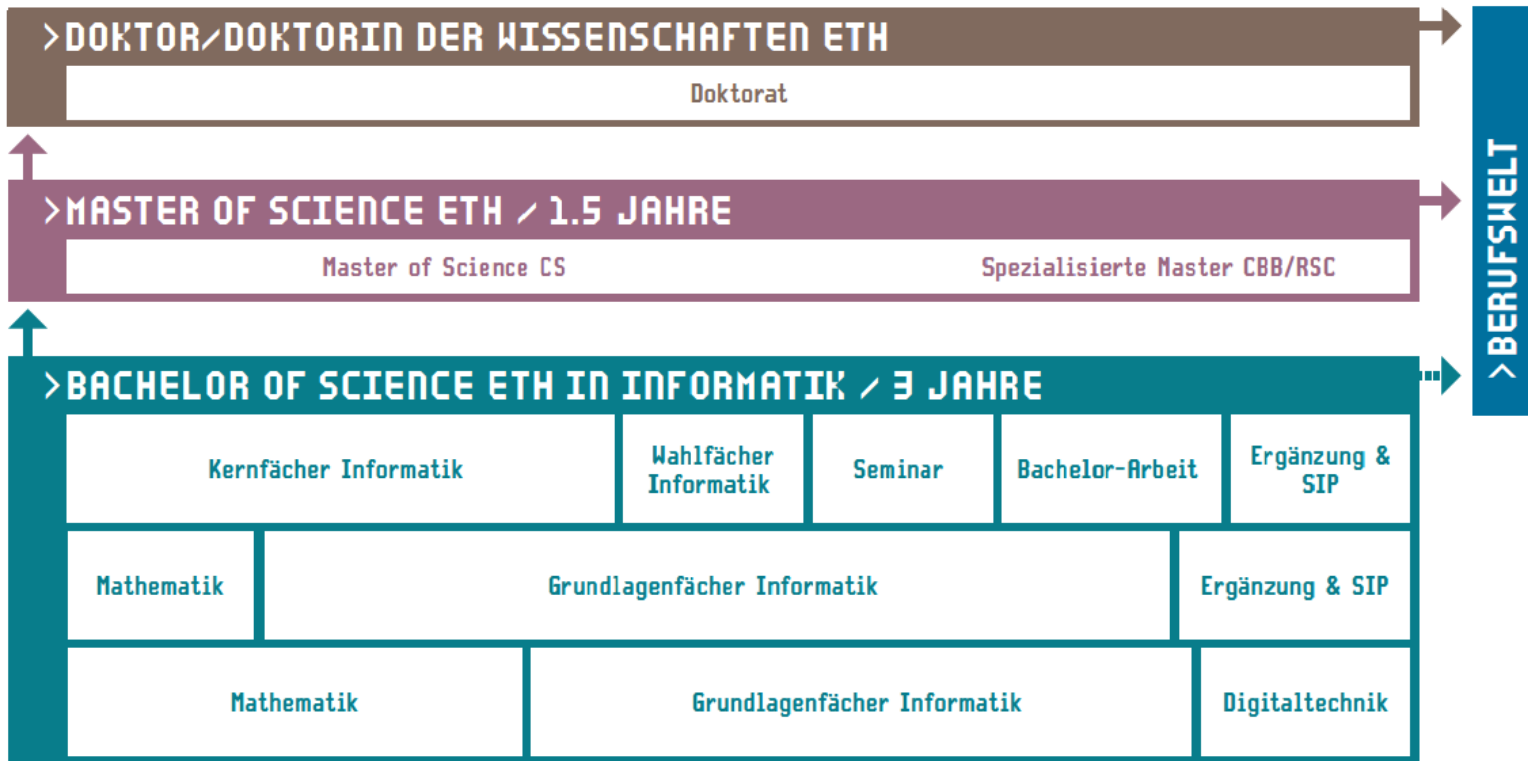 >DOKTOR/DOKTORIN DER WISSENSCHAFTEN ETH
Doktorat
>MASTER OF SCIENCE ETH / 1.5 JAHRE
Master of Science CS
Spezialisierte Master CBB/RSC
>BACHELOR OF SCIENCE ETH IN INFORMATIK / 3 JAHRE
Kernfächer Informatik
Wahlfächer
Informatik
Seminar
Bachelor-Arbeit
Ergänzung &
SIP
Mathematik
Grundlagenfächer Informatik
Ergänzung & SIP
Mathematik
Grundlagenfächer Informatik
Digitaltechnik
>BERUFSWELT